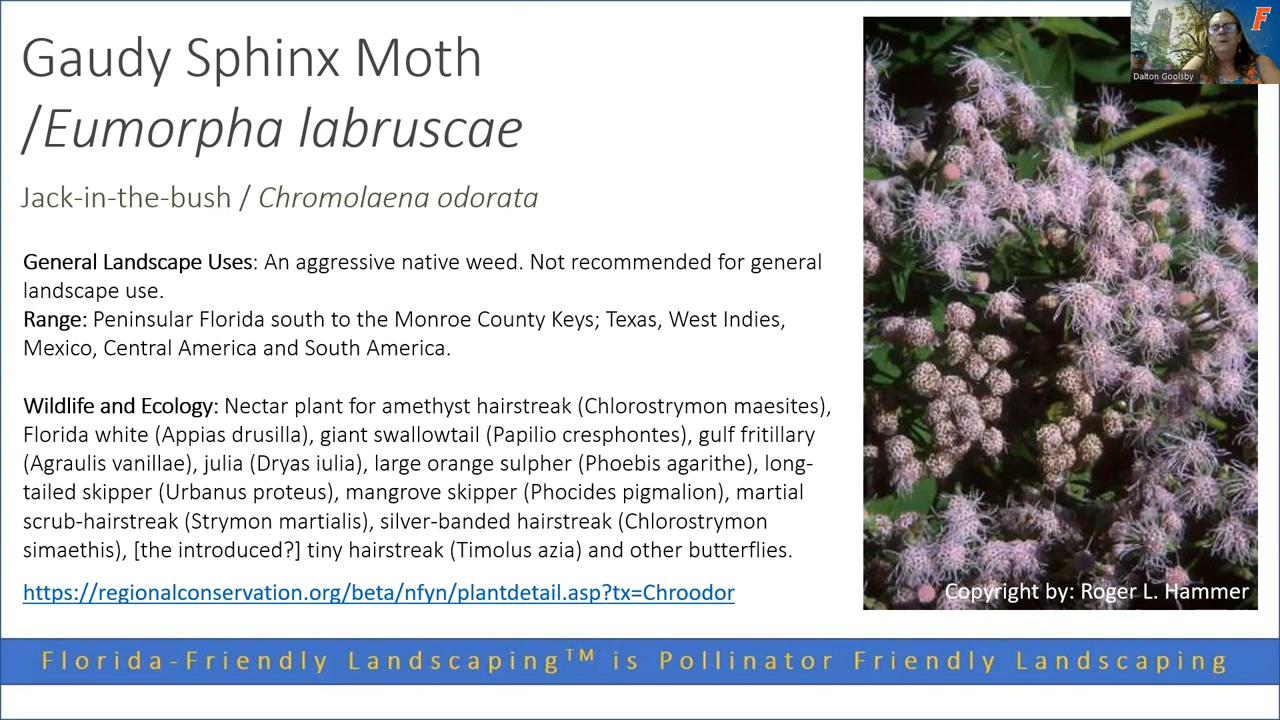 Gaudy Sphinx Moth
/Eumorpha labruscae
Jack-in-the-bush / Chromolaena odorata
General Landscape Uses: An aggressive native weed. Not recommended for general
landscape use.
Range: Peninsular Florida south to the Monroe County Keys; Texas, West Indies,
Mexico, Central America and South America.
Wildlife and Ecology: Nectar plant for amethyst hairstreak (Chlorostrymon maesites),
Florida white (Appias drusilla), giant swallowtail (Papilio cresphontes), gulf fritillary
(Agraulis vanillae), julia (Dryas iulia), large orange sulpher (Phoebis agarithe), long-
tailed skipper (Urbanus proteus), mangrove skipper (Phocides pigmalion), martial
scrub-hairstreak (Strymon martialis), silver-banded hairstreak (Chlorostrymon
simaethis), [the introduced?] tiny hairstreak (Timolus azia) and other butterflies.
https://regionalconservation.org/beta/nfyn/plantdetail.asp?tx=Chroodor
Copyright by: Roger L. Hammer
Dalton Goolsby
F
Florida-Friendly Landscaping™ is Pollinator Friendly Landscaping